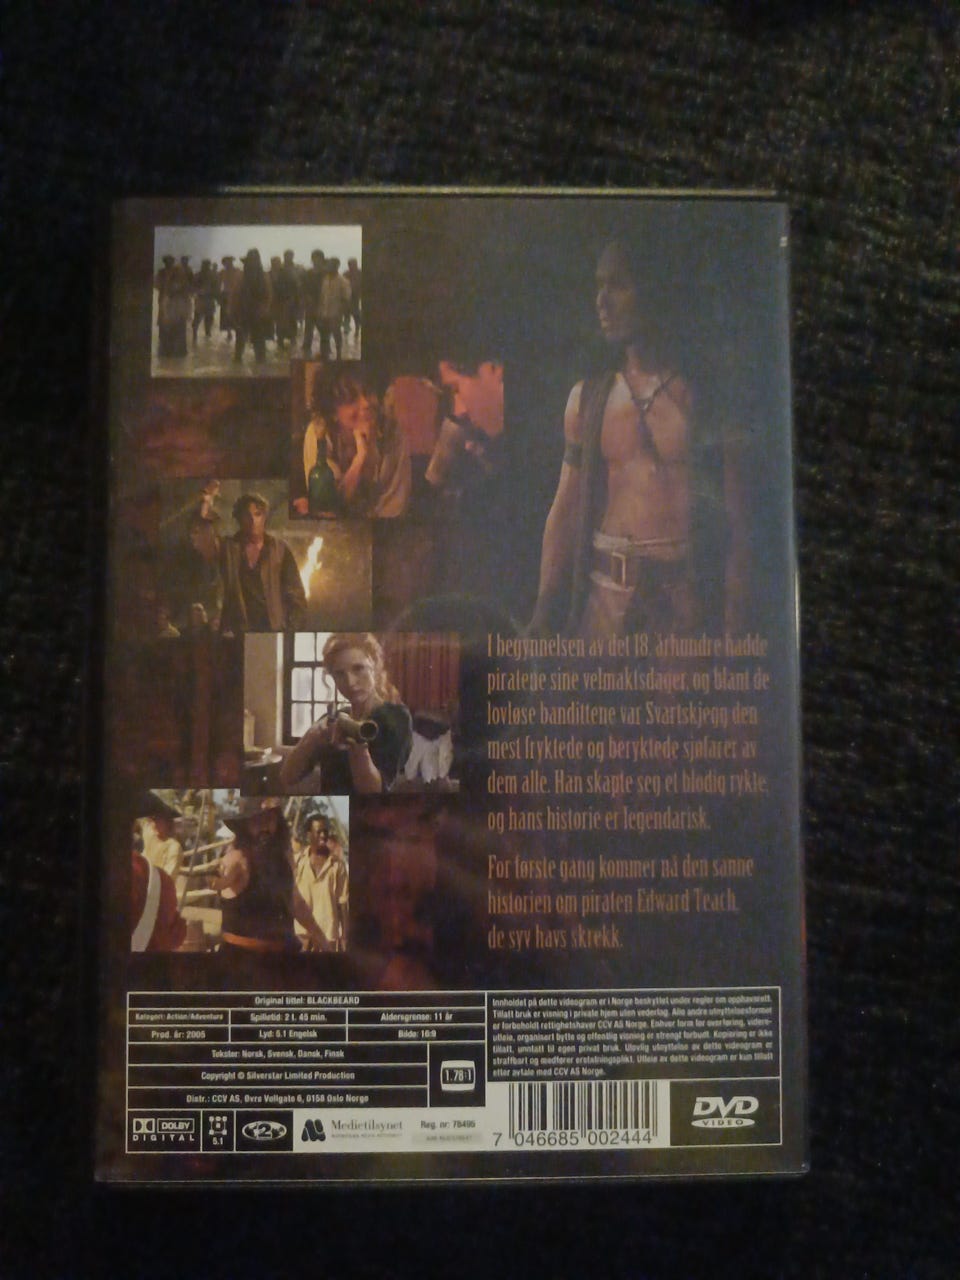 I begynnelsen av det 18. århundre hadde
piratene sine velmaktsdager, og blant de
lovløse bandittene var Svartskjegg den
mest fryktede og beryktede sjøfarer av
dem alle. Han skapte seg et blodig rykte,
og hans historie er legendarisk.
For første gang kommer nå den sanne
historien om piraten Edward Teach,
de syv havs skrekk.
Original tittel: BLACKBEARD
Kategori: Action/Adventure
Spilletid: 2 t. 45 min.
Aldersgrense: 11 år
Prod. år: 2005
Lyd: 5.1 Engelsk
Bilde: 16:9
Tekster: Norsk, Svensk, Dansk, Finsk
Copyright © Silverstar Limited Production
Distr.: CCV AS, Øvre Vollgate 6, 0158 Oslo Norge
1.78:1
Innholdet på dette videogram er i Norge beskyttet under regler om opphavsrett.
Tillatt bruk er visning i private hjem uten vederlag. Alle andre utnyttelsesformer
er forbeholdt rettighetshaver CCV AS Norge. Enhver form for overføring, videre-
utleie, organisert bytte og offentlig visning er strengt forbudt. Kopiering er ikke
tillatt, unntatt til egen privat bruk. Ulovlig utnyttelse av dette videogram er
straffbart og medfører erstatningsplikt. Utleie av dette videogram er kun tillatt
etter avtale med CCV AS.
DOLBY
DIGITAL
5.1
2
Medietilsynet
NORWEGIAN MEDIA AUTHORITY
Reg. nr: 78495
7 046685 002444
DVD
VIDEO